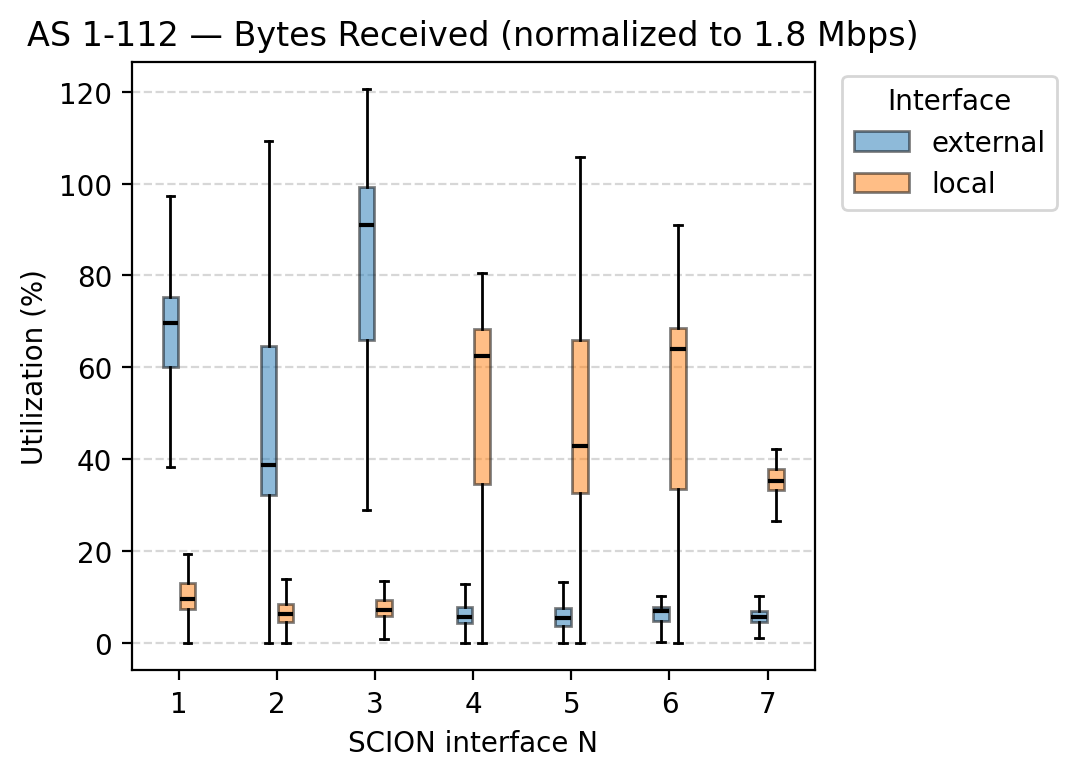 AS 1-112 — Bytes Received (normalized to 1.8 Mbps)
Interface
external
local
Utilization (%)
120
100
80
60
40
20
0
1 2 3 4 5 6 7
SCION interface N